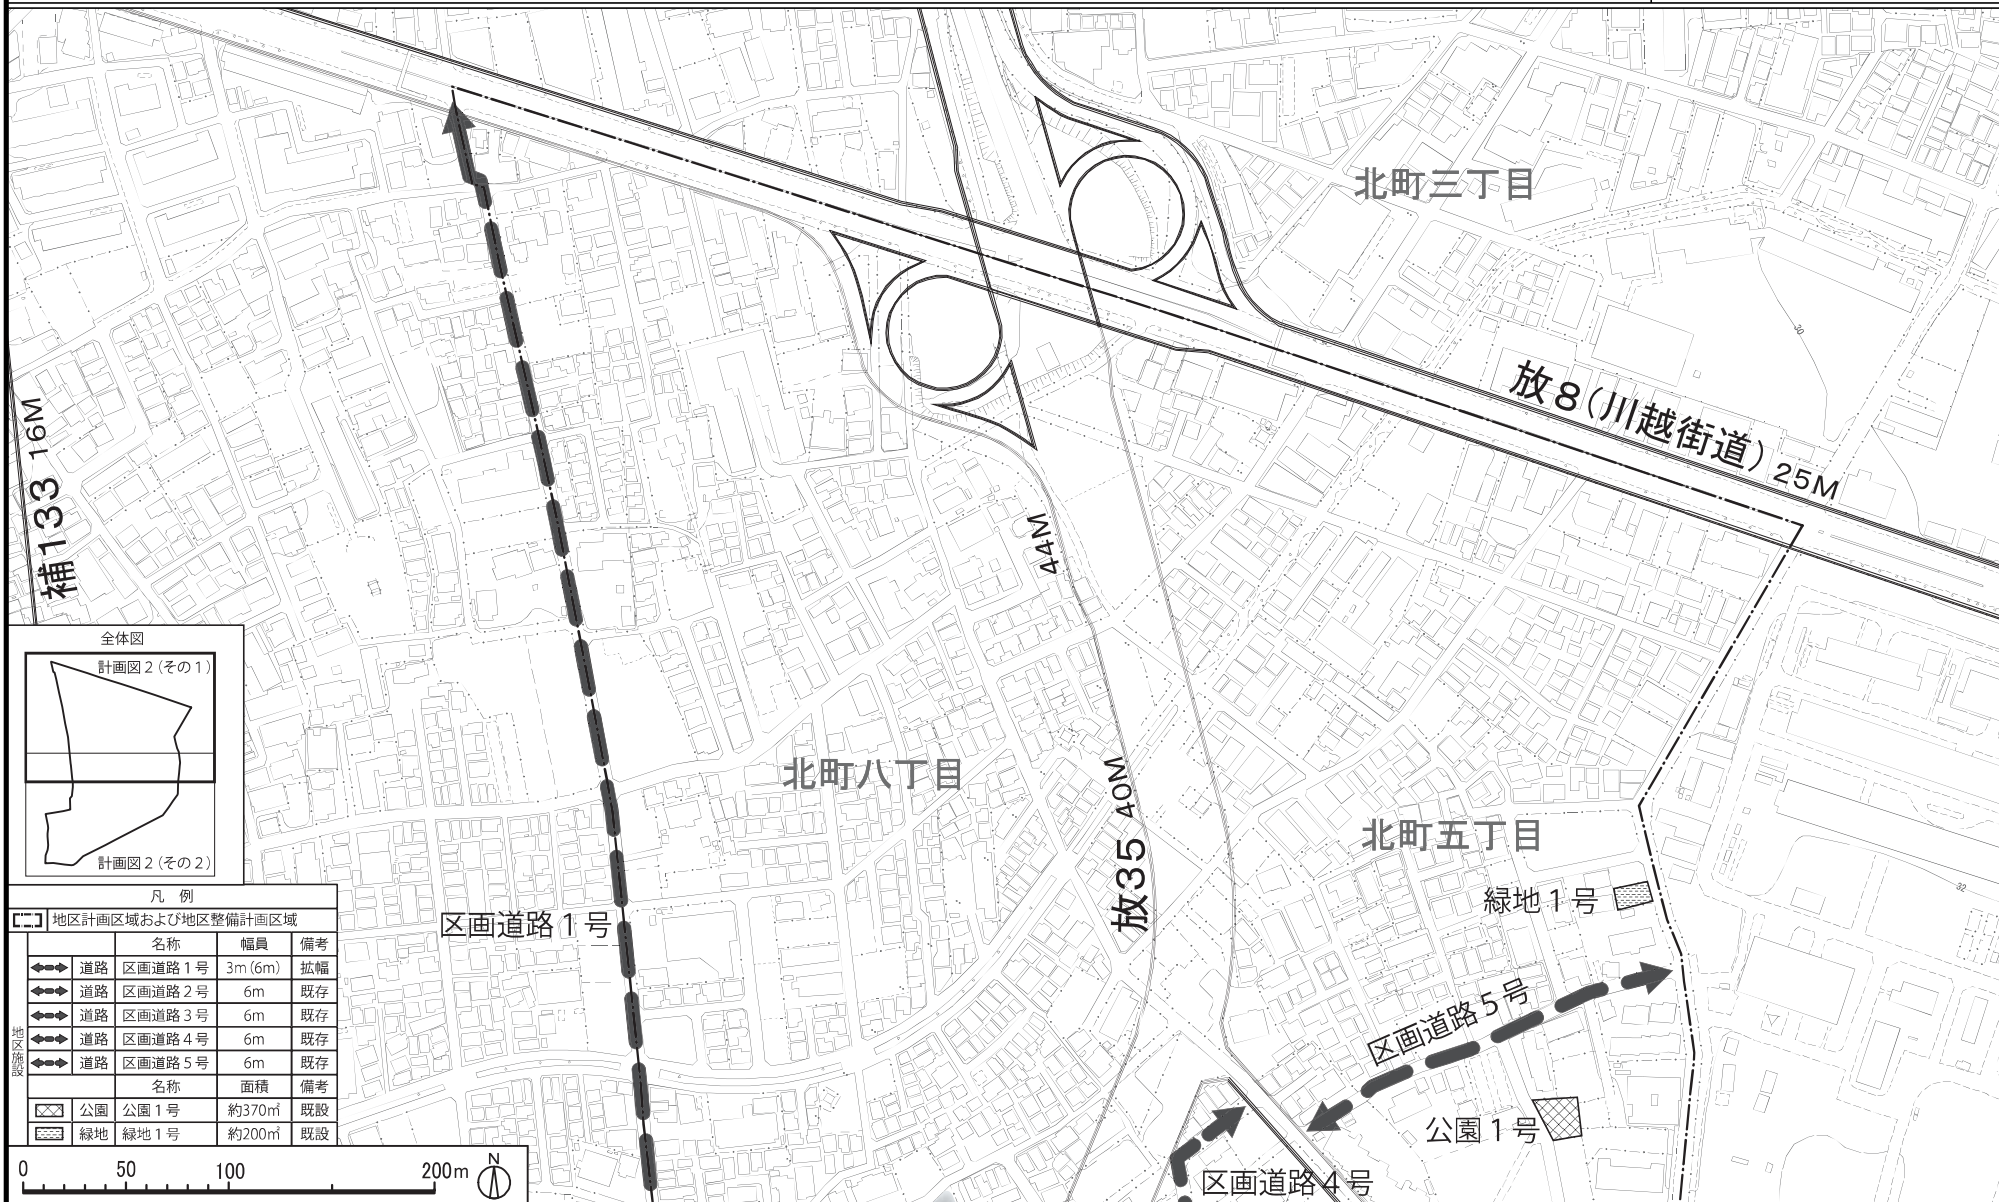 北町三丁目
30
放8(川越街道) 25M
補133 16M
44M
全体図
計画図2(その1)
計画図2(その2)
北町八丁目
放35 40M
北町五丁目
32
緑地1号
区画道路1号
区画道路5号
公園1号
区画道路4号
凡 例
地区計画区域および地区整備計画区域
地区施設
名称 幅員 備考
道路 区画道路1号 3m(6m) 拡幅
道路 区画道路2号 6m 既存
道路 区画道路3号 6m 既存
道路 区画道路4号 6m 既存
道路 区画道路5号 6m 既存
名称 面積 備考
公園 公園1号 約370㎡ 既設
緑地 緑地1号 約200㎡ 既設
0 50 100 200m
N